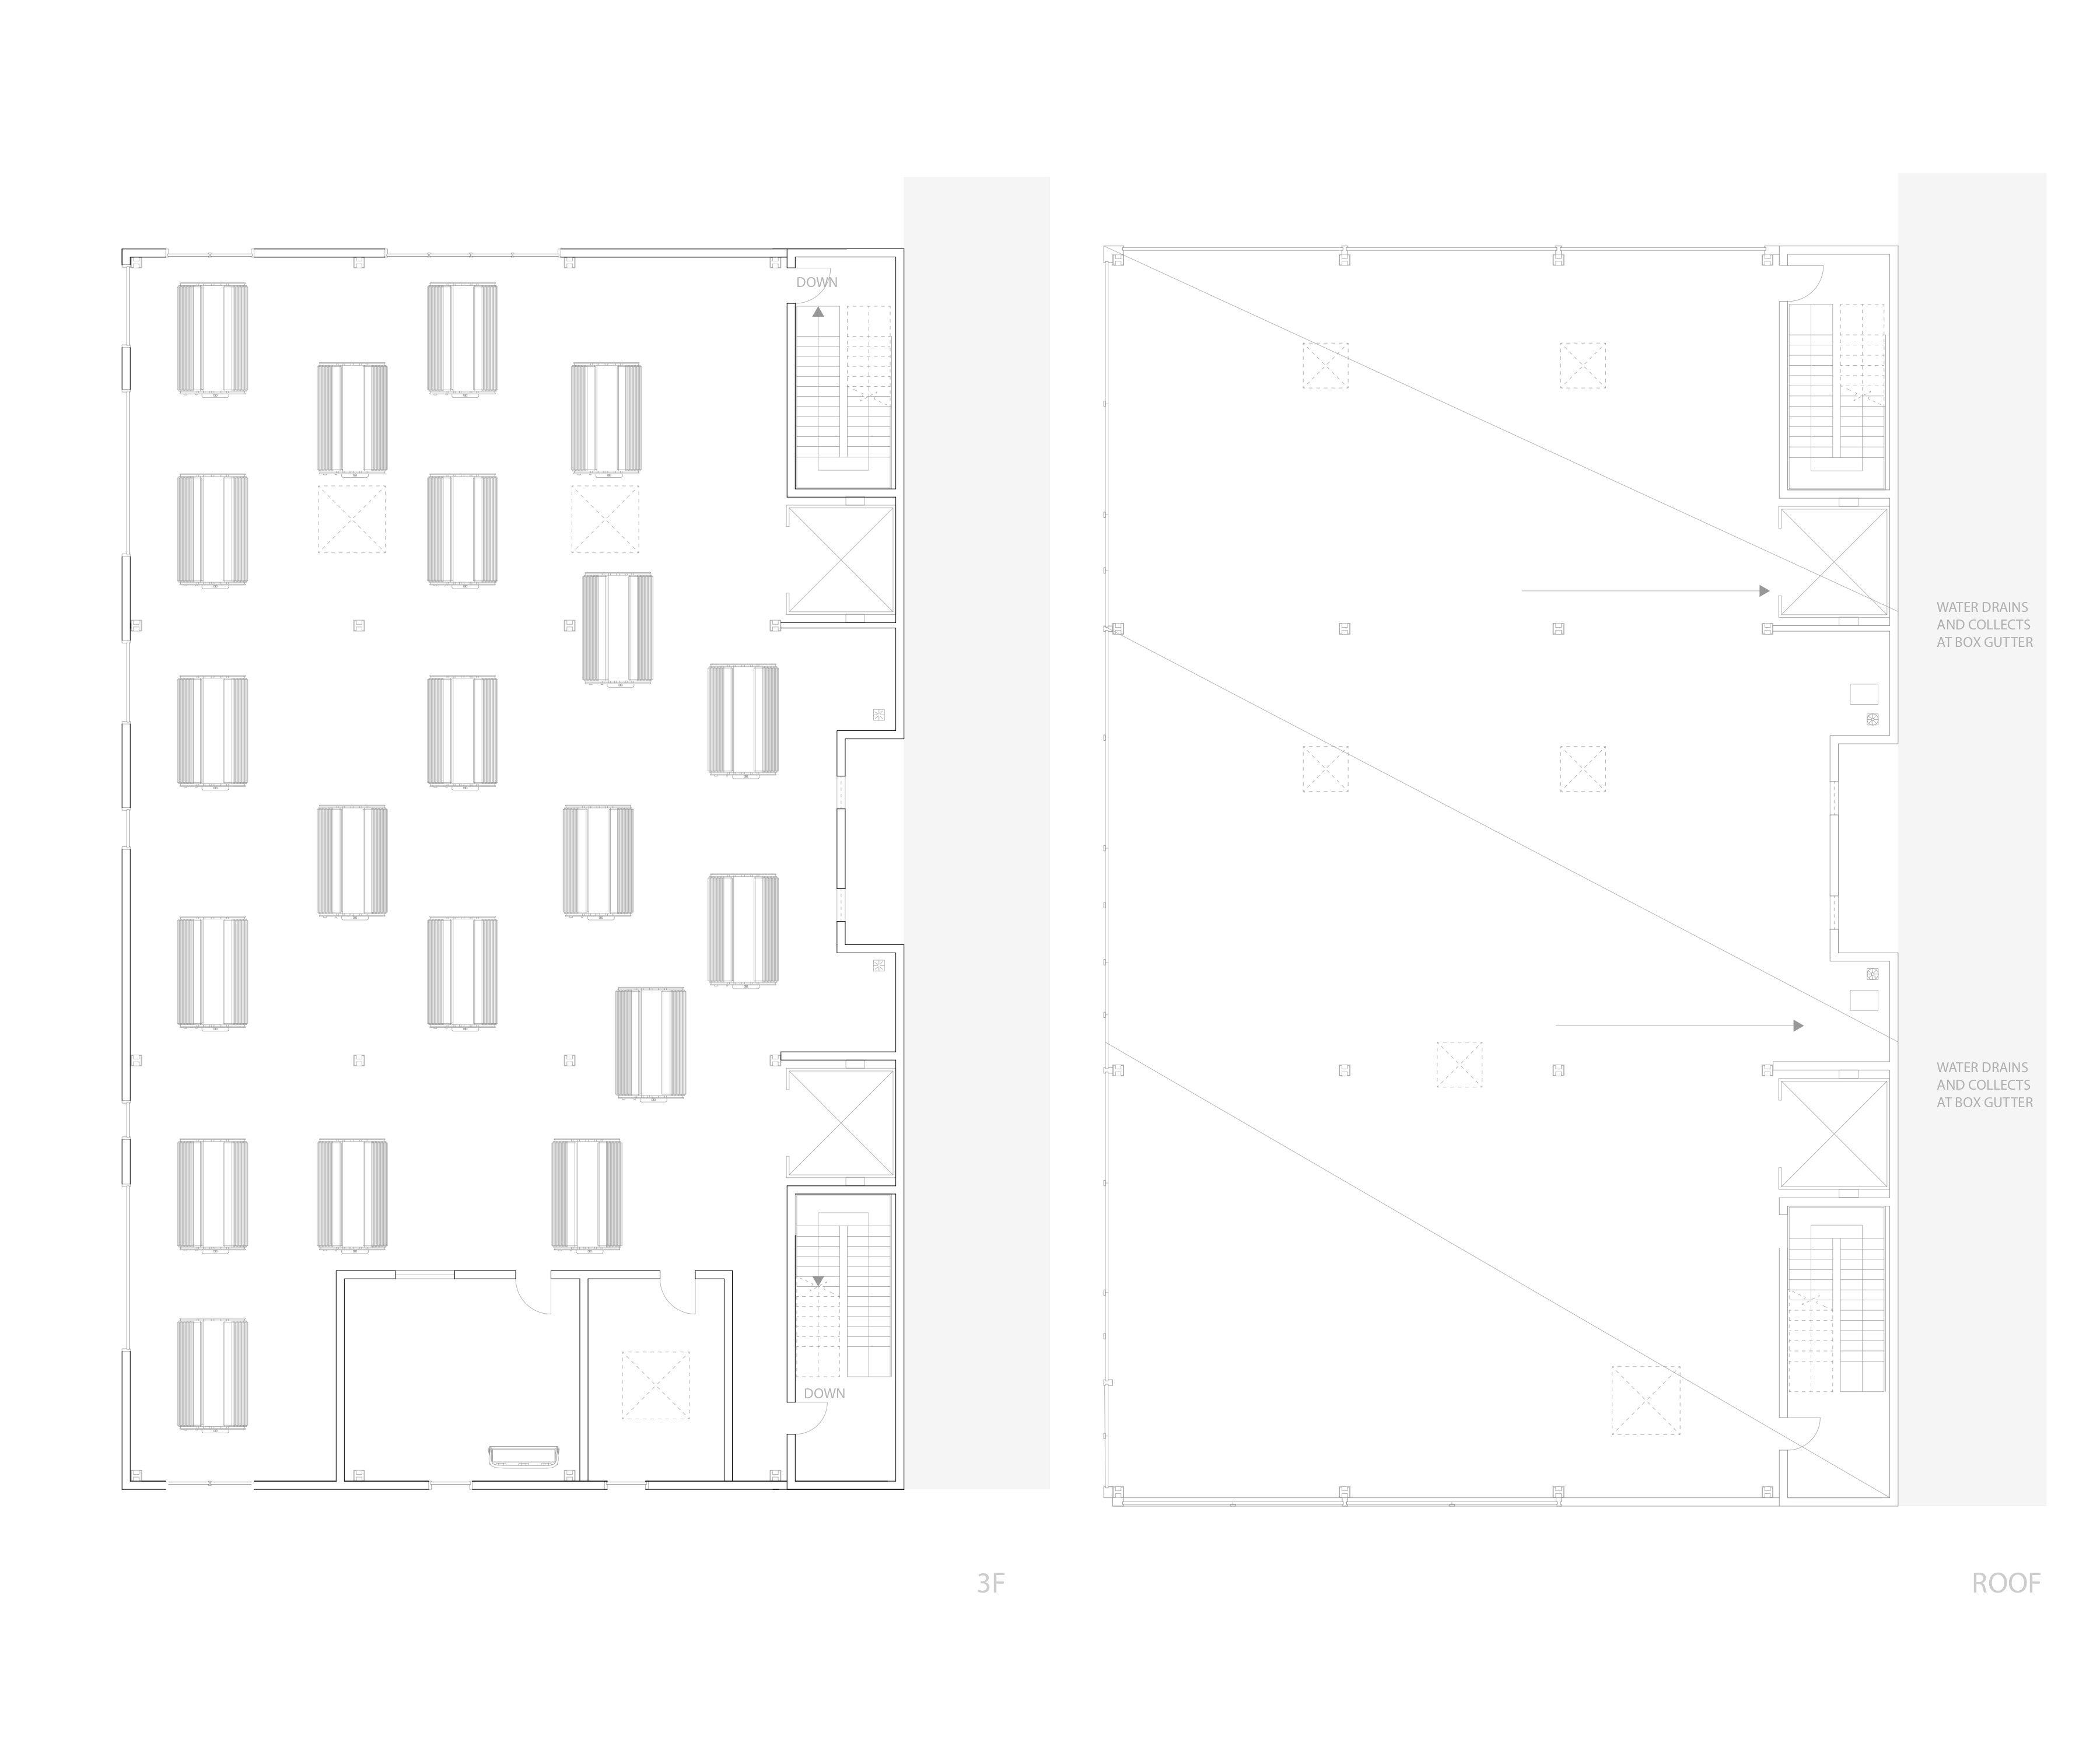 DOWN
DOWN
3F
WATER DRAINS
AND COLLECTS
AT BOX GUTTER
WATER DRAINS
AND COLLECTS
AT BOX GUTTER
ROOF